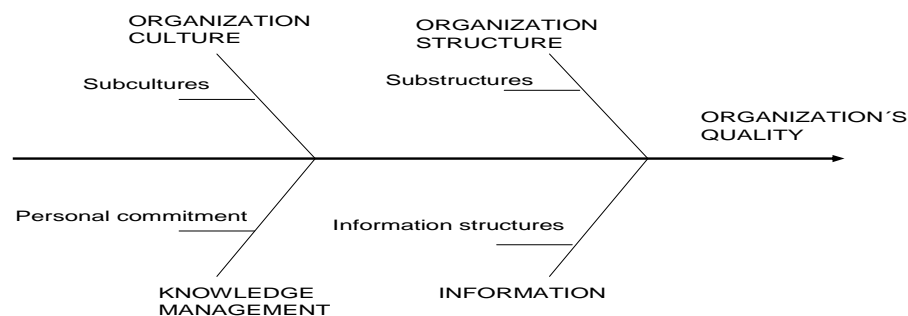 ORGANIZATION
CULTURE
ORGANIZATION
STRUCTURE
Subcultures
Substructures
ORGANIZATION´S
QUALITY
Personal commitment
Information structures
KNOWLEDGE
MANAGEMENT
INFORMATION